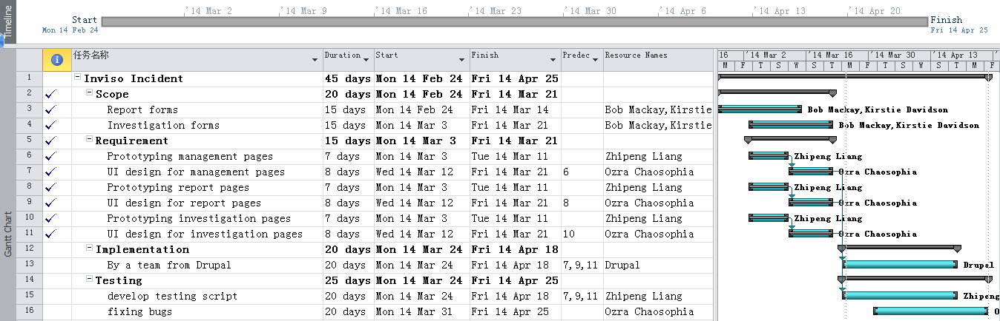 Timeline
'14 Mar 2 '14 Mar 9 '14 Mar 16 '14 Mar 23 '14 Mar 30 '14 Apr 6 '14 Apr 13 '14 Apr 20
Start
Mon 14 Feb 24
Finish
Fri 14 Apr 25
Gantt Chart
任务名称 Duration Start Finish Predec Resource Names
16 '14 Mar 2 '14 Mar 16 '14 Mar 30 '14 Apr 13
M F T S W S T M F T S W S T M F
1 Inviso Incident 45 days Mon 14 Feb 24 Fri 14 Apr 25
2 Scope 20 days Mon 14 Feb 24 Fri 14 Mar 21
3 Report forms 15 days Mon 14 Feb 24 Fri 14 Mar 14 Bob Mackay,Kirstie Bob Mackay,Kirstie Davidson
4 Investigation forms 15 days Mon 14 Mar 3 Fri 14 Mar 21 Bob Mackay,Kirstie Bob Mackay,Kirstie Davidson
5 Requirement 15 days Mon 14 Mar 3 Fri 14 Mar 21
6 Prototyping management pages 7 days Mon 14 Mar 3 Tue 14 Mar 11 Zhipeng Liang Zhipeng Liang
7 UI design for management pages 8 days Wed 14 Mar 12 Fri 14 Mar 21 6 Ozra Chaosophia Ozra Chaosophia
8 Prototyping report pages 7 days Mon 14 Mar 3 Tue 14 Mar 11 Zhipeng Liang Zhipeng Liang
9 UI design for report pages 8 days Wed 14 Mar 12 Fri 14 Mar 21 8 Ozra Chaosophia Ozra Chaosophia
10 Prototyping investigation pages 7 days Mon 14 Mar 3 Tue 14 Mar 11 Zhipeng Liang Zhipeng Liang
11 UI design for investigation pages 8 days Wed 14 Mar 12 Fri 14 Mar 21 10 Ozra Chaosophia Ozra Chaosophia
12 Implementation 20 days Mon 14 Mar 24 Fri 14 Apr 18
13 By a team from Drupal 20 days Mon 14 Mar 24 Fri 14 Apr 18 7,9,11 Drupal Drupal
14 Testing 25 days Mon 14 Mar 24 Fri 14 Apr 25
15 develop testing script 20 days Mon 14 Mar 24 Fri 14 Apr 18 7,9,11 Zhipeng Liang Zhipeng
16 fixing bugs 20 days Mon 14 Mar 31 Fri 14 Apr 25 Ozra Chaosophia O